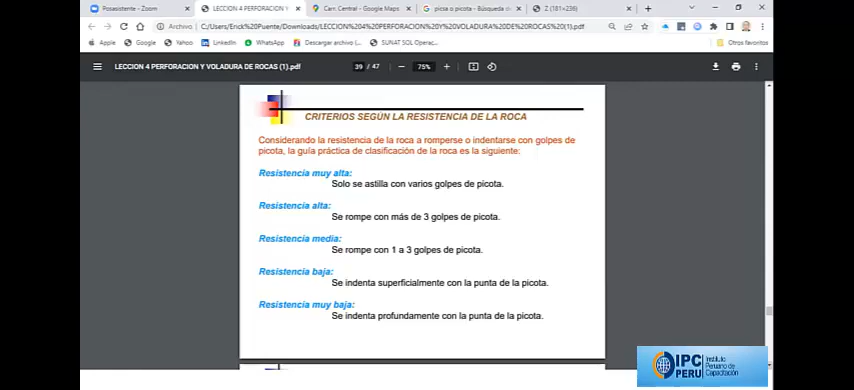 Posasistente - Zoom
LECCION 4 PERFORACION Y
Carr. Central - Google Maps
picsa o picota - Búsqueda
Z (181×236)
Archivo
C:/Users/Erick%20Puente/Downloads/LECCION%204%20PERFORACION%20Y%20VOLADURA%20DE%20ROCAS%20(1).pdf
Apple
Google
Yahoo
LinkedIn
WhatsApp
Descargar archivo i...
SUNAT SOL Operac...
Otros favoritos
LECCION 4 PERFORACION Y VOLADURA DE ROCAS (1).pdf
39 / 47
75%
CRITERIOS SEGÚN LA RESISTENCIA DE LA ROCA
Considerando la resistencia de la roca a romperse o indentarse con golpes de
picota, la guía práctica de clasificación de la roca es la siguiente:
Resistencia muy alta:
Solo se astilla con varios golpes de picota.
Resistencia alta:
Se rompe con más de 3 golpes de picota.
Resistencia media:
Se rompe con 1 a 3 golpes de picota.
Resistencia baja:
Se indenta superficialmente con la punta de la picota.
Resistencia muy baja:
Se indenta profundamente con la punta de la picota.
IPC PERÚ
Instituto
Peruano de
Capacitación